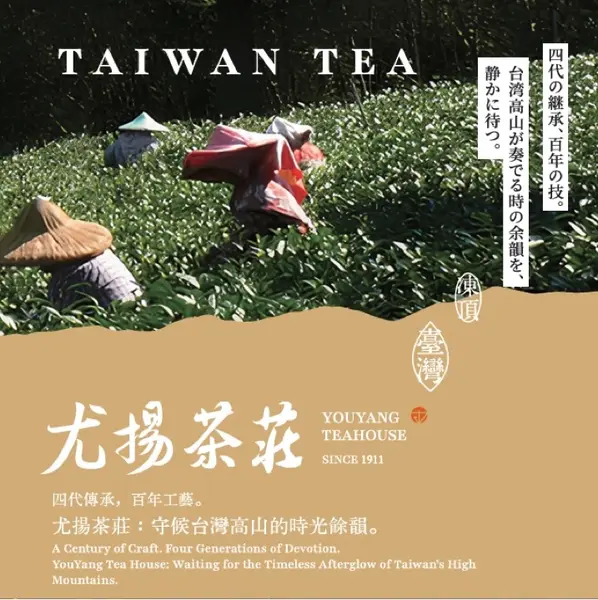 TAIWAN TEA
四代の継承、百年の技。
台湾高山が奏でる時の余韻を、
静かに待つ。
凍頂
臺灣
尤揚茶莊
YOUYANG
TEAHOUSE
SINCE 1911
四代傳承，百年工藝。
尤揚茶莊：守候台灣高山的時光餘韻。
A Century of Craft. Four Generations of Devotion.
YouYang Tea House: Waiting for the Timeless Afterglow of Taiwan's High
Mountains.